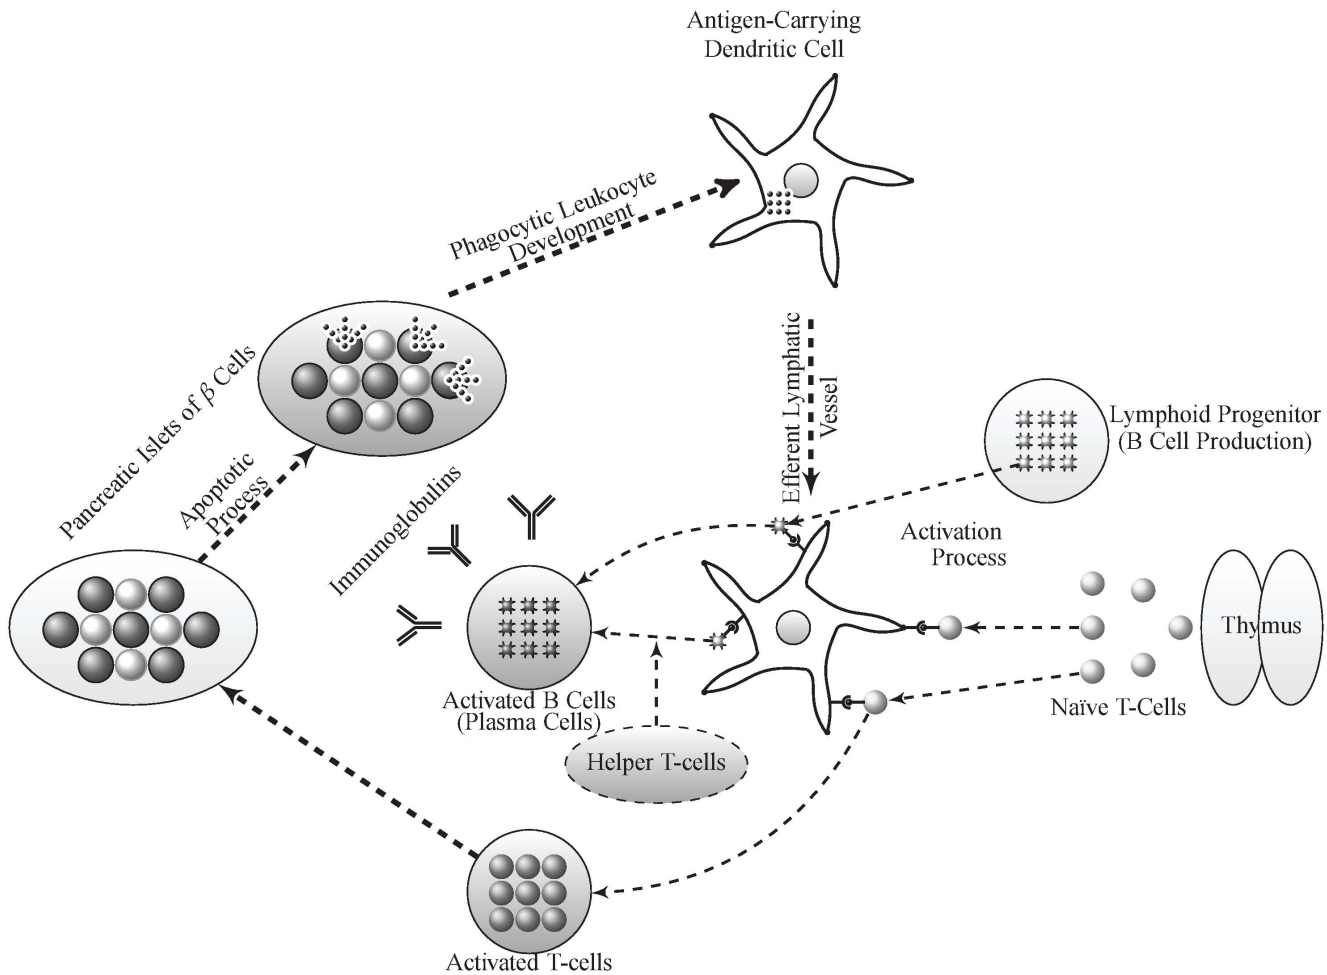 Antigen-Carrying
Dendritic Cell
Phagocytic Leukocyte
Development
Pancreatic Islets of β Cells
Apoptotic
Process
Efferent Lymphatic
Vessel
Lymphoid Progenitor
(B Cell Production)
Immunoglobulins
Activation
Process
Thymus
Naïve T-Cells
Activated B Cells
(Plasma Cells)
Helper T-cells
Activated T-cells